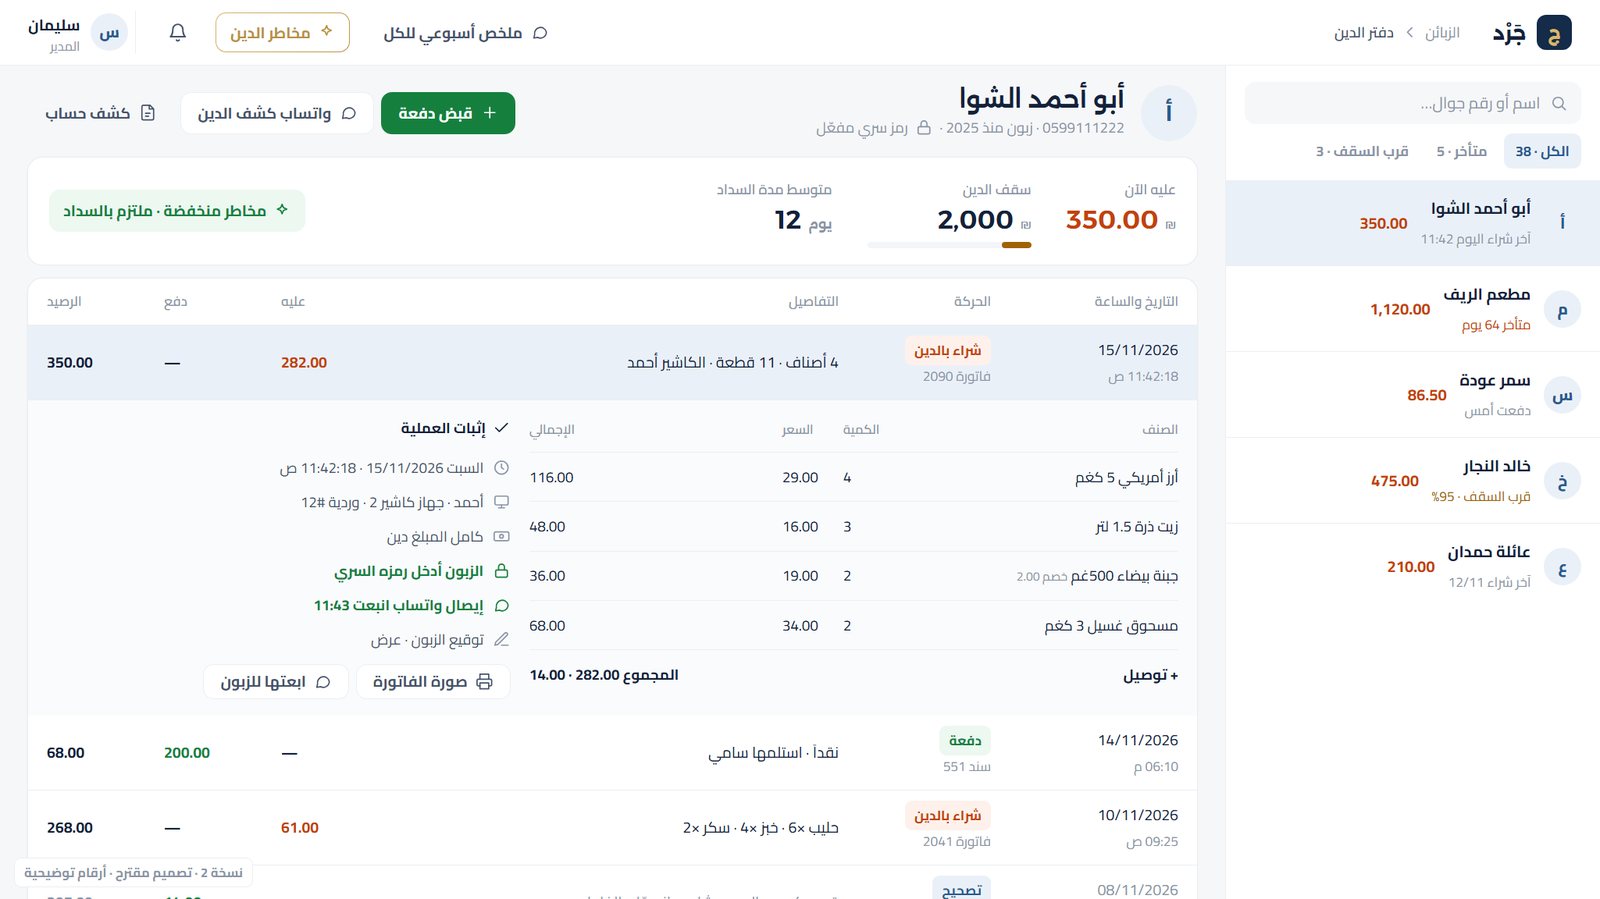 ج
جَرْد
الزبائن > دفتر الدين
ملخص أسبوعي للكل
مخاطر الدين
س
سليمان
المدير
اسم أو رقم جوال...
الكل · 38
متأخر · 5
قرب السقف · 3
أ
أبو أحمد الشوا
آخر شراء اليوم 11:42
350.00
م
مطعم الريف
متأخر 64 يوم
1,120.00
س
سمر عودة
دفعت أمس
86.50
خ
خالد النجار
قرب السقف · 95%
475.00
ع
عائلة حمدان
آخر شراء 12/11
210.00
أ
أبو أحمد الشوا
0599111222 · زبون منذ 2025 · رمز سري مفعّل
+ قبض دفعة
واتساب كشف الدين
كشف حساب
عليه الآن
₪ 350.00
سقف الدين
₪ 2,000
متوسط مدة السداد
12 يوم
مخاطر منخفضة · ملتزم بالسداد
التاريخ والساعة الحركة التفاصيل عليه دفع الرصيد
15/11/2026
11:42:18 ص
شراء بالدين
فاتورة 2090
4 أصناف · 11 قطعة · الكاشير أحمد
282.00
—
350.00
الصنف الكمية السعر الإجمالي
أرز أمريكي 5 كغم 4 29.00 116.00
زيت ذرة 1.5 لتر 3 16.00 48.00
جبنة بيضاء 500غم خصم 2.00 2 19.00 36.00
مسحوق غسيل 3 كغم 2 34.00 68.00
+ توصيل
المجموع 282.00 · 14.00
إثبات العملية
السبت 15/11/2026 · 11:42:18 ص
أحمد · جهاز كاشير 2 · وردية #12
كامل المبلغ دين
الزبون أدخل رمزه السري
إيصال واتساب انبعت 11:43
توقيع الزبون · عرض
صورة الفاتورة
ابعتها للزبون
14/11/2026
06:10 م
دفعة
سند 551
نقداً · استلمها سامي
—
200.00
68.00
10/11/2026
09:25 ص
شراء بالدين
فاتورة 2041
حليب ×6 · خبز ×4 · سكر ×2
61.00
—
268.00
08/11/2026
تصحيح
نسخة 2 · تصميم مقترح · أرقام توضيحية